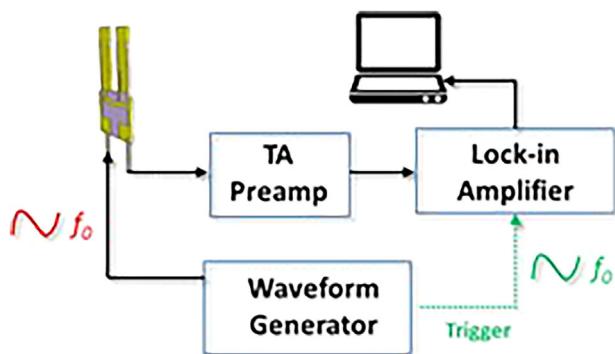 TA
Preamp
Lock-in
Amplifier
f₀
f₀
Waveform
Generator
Trigger